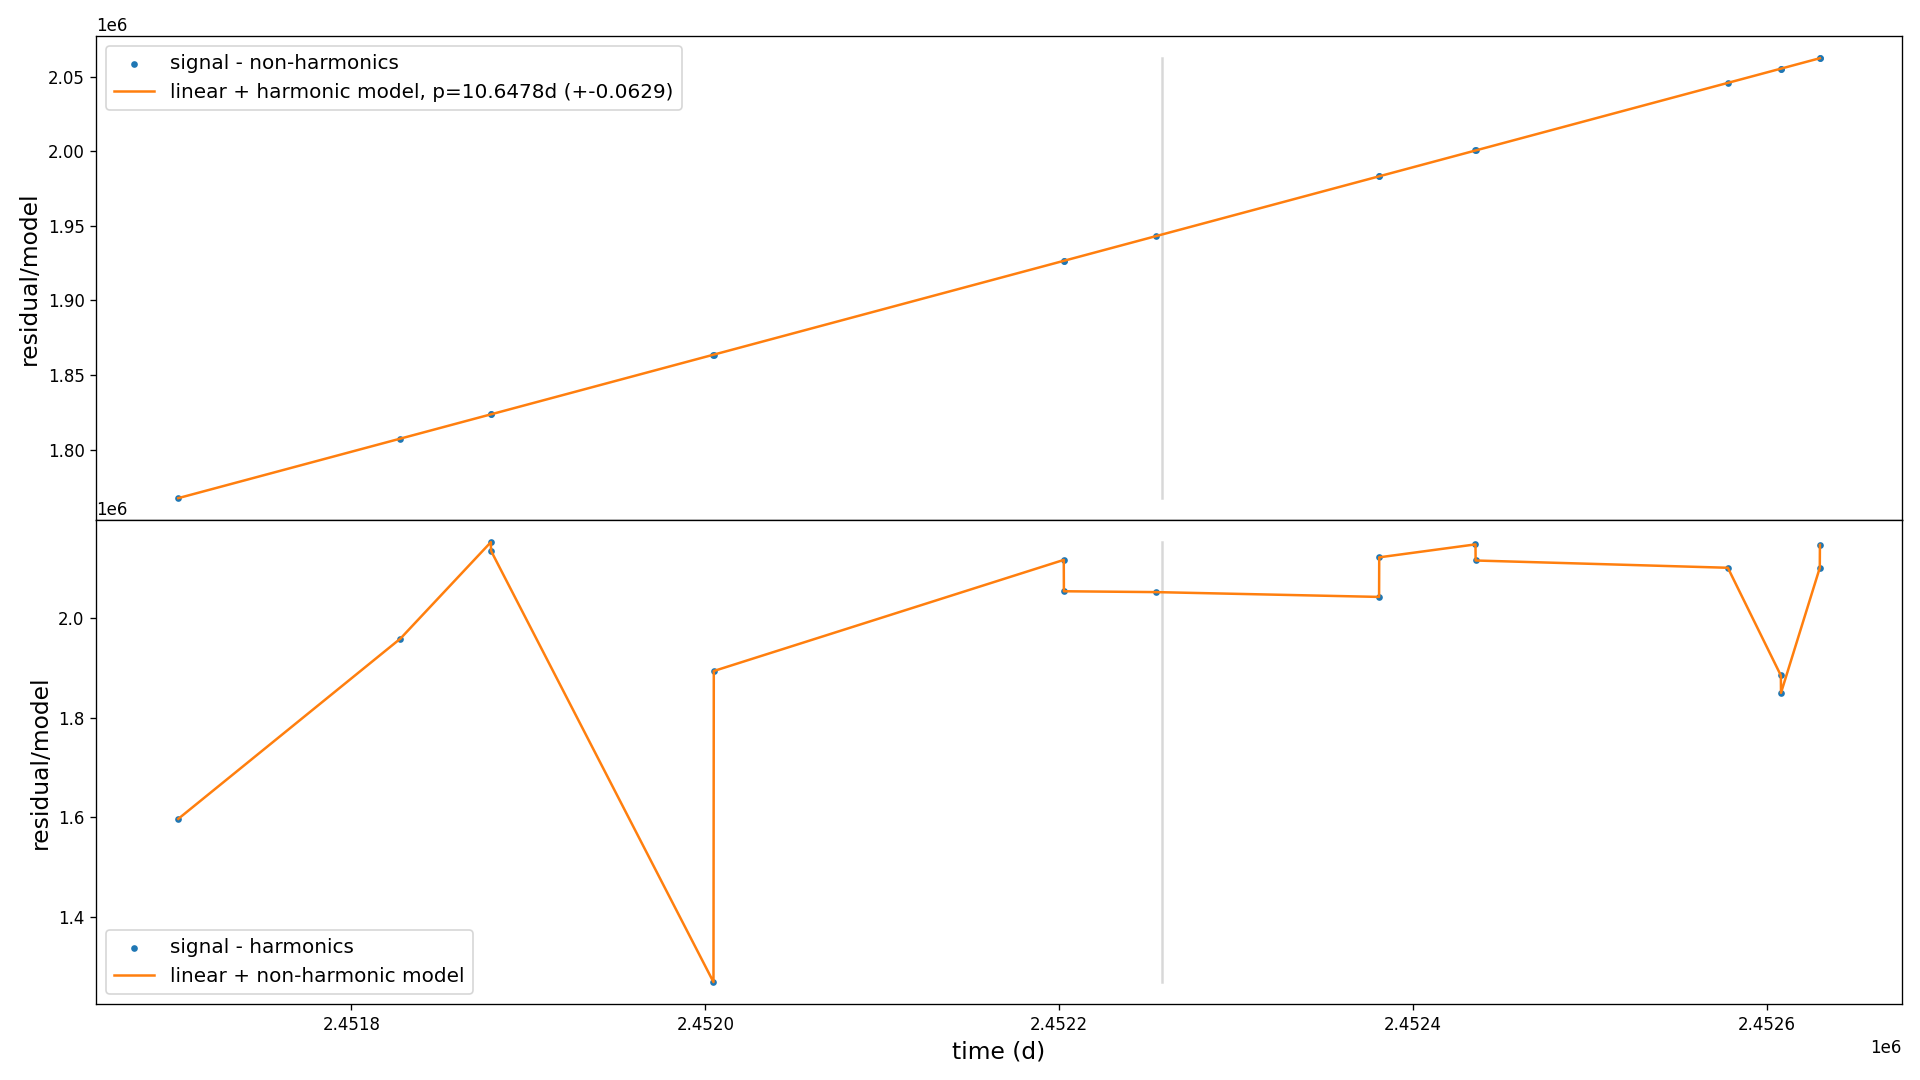 1e6
signal - non-harmonics
linear + harmonic model, p=10.6478d (+-0.0629)
2.05
2.00
1.95
1.90
1.85
1.80
residual/model
1e6
2.0
1.8
1.6
1.4
residual/model
signal - harmonics
linear + non-harmonic model
2.4518
2.4520
2.4522
2.4524
2.4526
time (d)
1e6